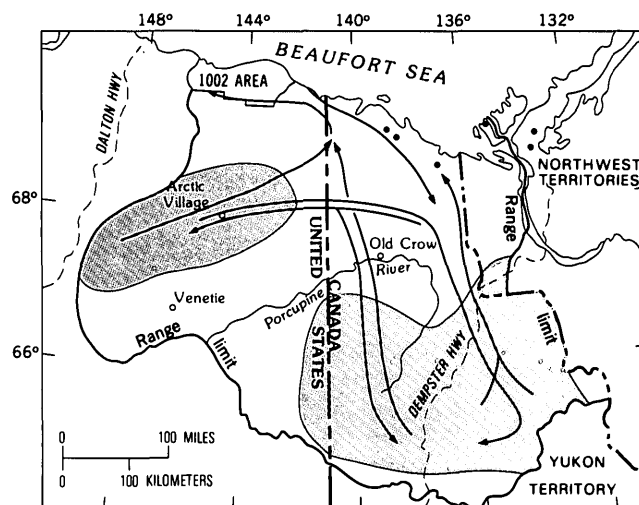 148° 144° 140° 136° 132°
BEAUFORT SEA
1002 AREA
DALTON HWY
NORTHWEST
TERRITORIES
68°
Arctic
Village
Range
UNITED
STATES
CANADA
Old Crow
River
Venetie
Porcupine
Range
limit
limit
66°
DEMPSTER HWY
0 100 MILES
0 100 KILOMETERS
YUKON
TERRITORY